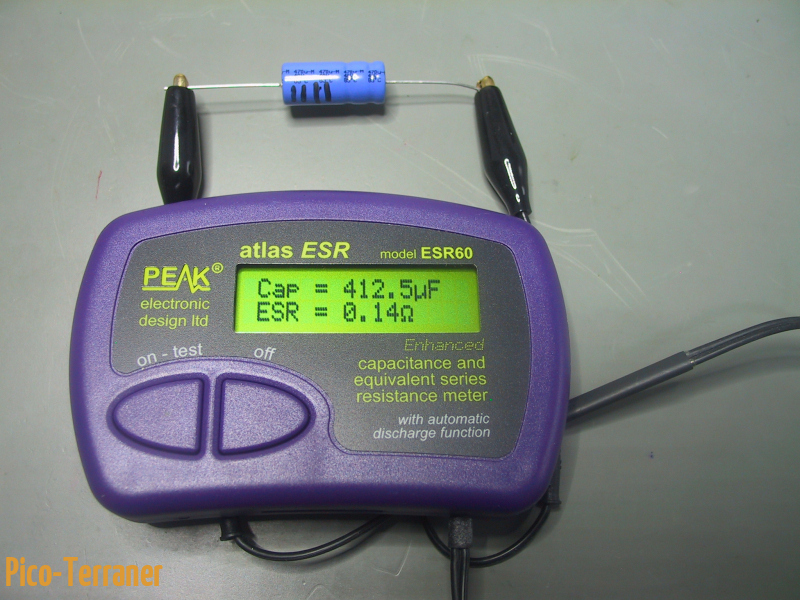 PEAK®
electronic
design ltd
atlas ESR
model ESR60
Cap = 412.5µF
ESR = 0.14Ω
Enhanced
capacitance and
equivalent series
resistance meter
with automatic
discharge function
on - test
off
Pico-Terraner